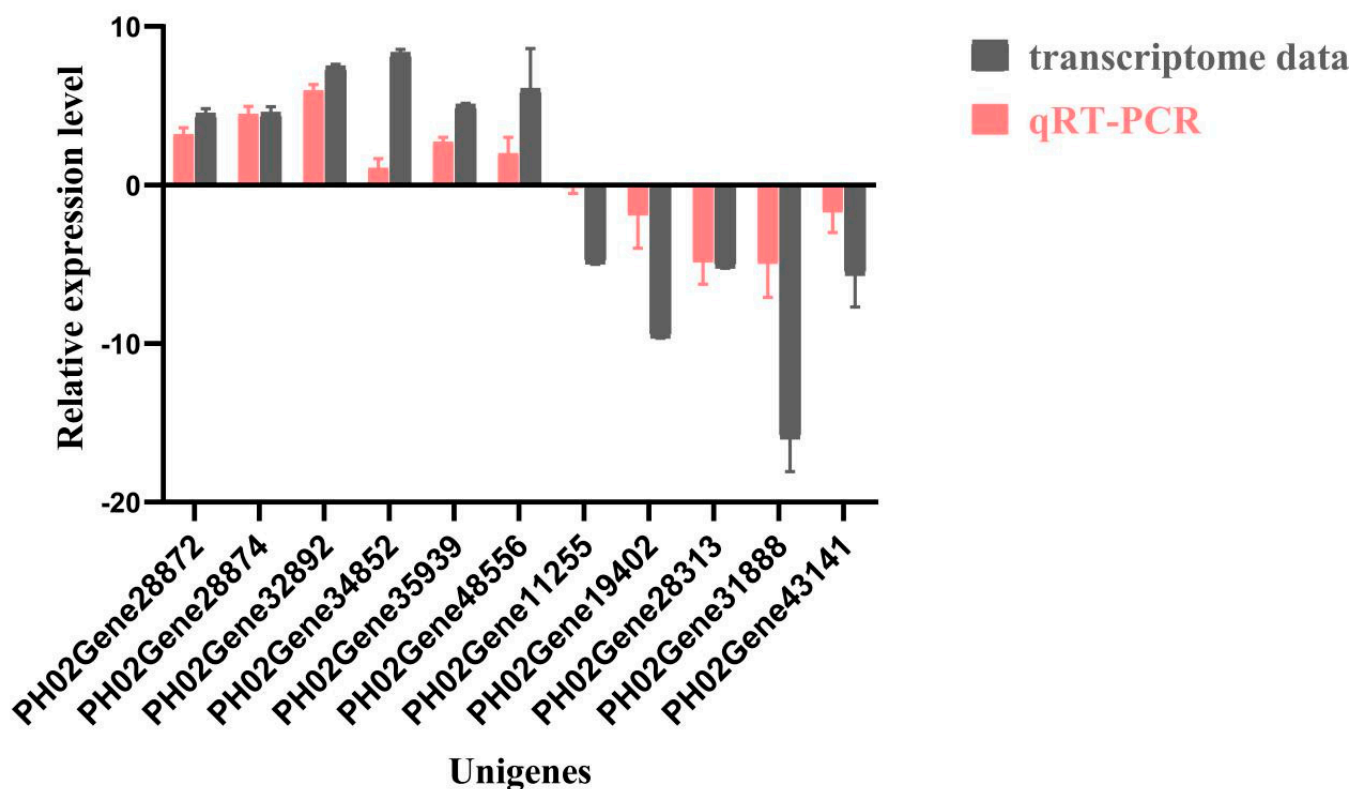 10
0
-10
-20
Relative expression level
transcriptome data
qRT-PCR
PH02Gene28872
PH02Gene28874
PH02Gene32892
PH02Gene34852
PH02Gene35939
PH02Gene48556
PH02Gene11255
PH02Gene19402
PH02Gene28313
PH02Gene31888
PH02Gene43141
Unigenes